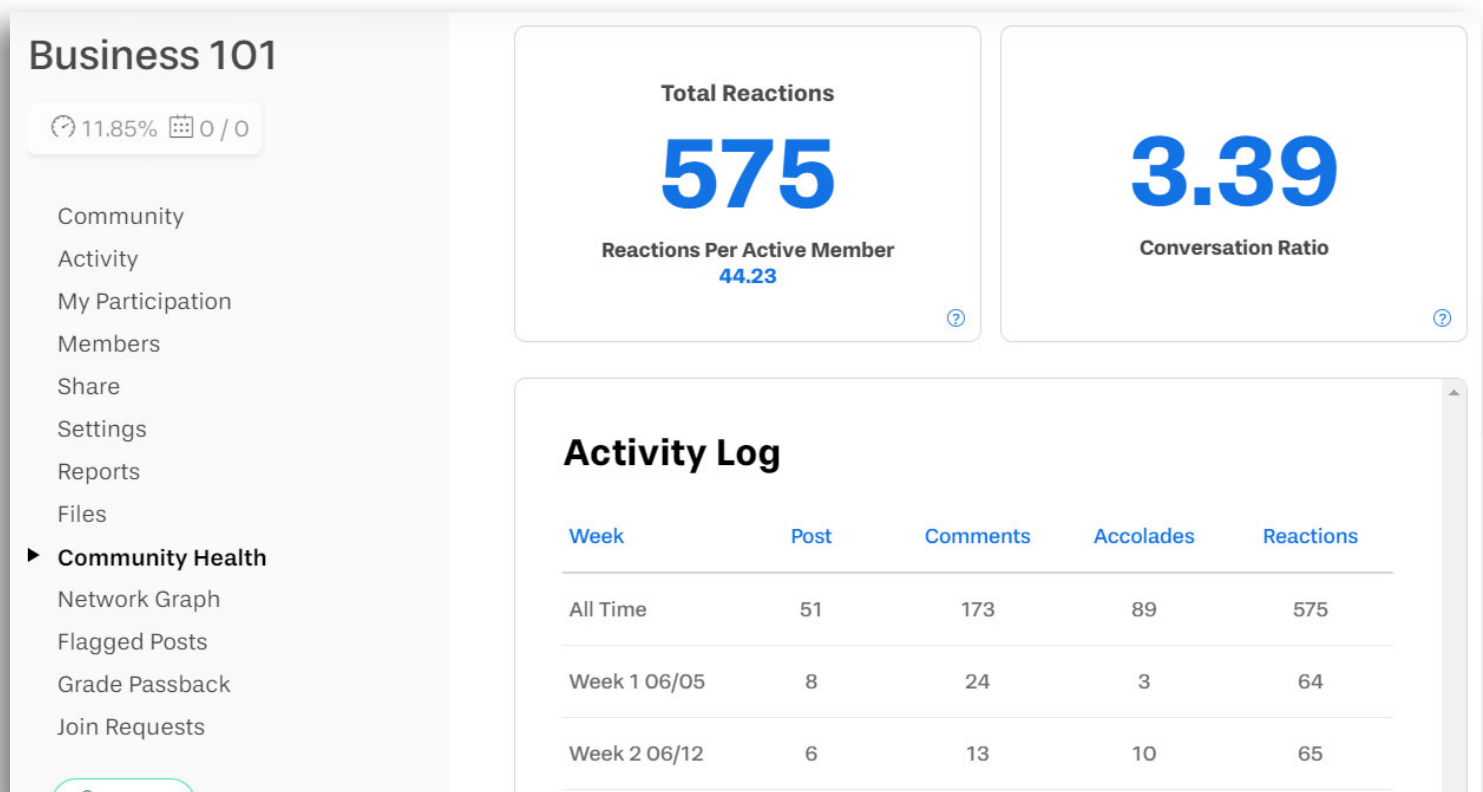 Business 101
11.85% 0 / 0
Community
Activity
My Participation
Members
Share
Settings
Reports
Files
Community Health
Network Graph
Flagged Posts
Grade Passback
Join Requests
Total Reactions
575
Reactions Per Active Member
44.23
?
3.39
Conversation Ratio
?
Activity Log
Week Post Comments Accolades Reactions
All Time 51 173 89 575
Week 1 06/05 8 24 3 64
Week 2 06/12 6 13 10 65